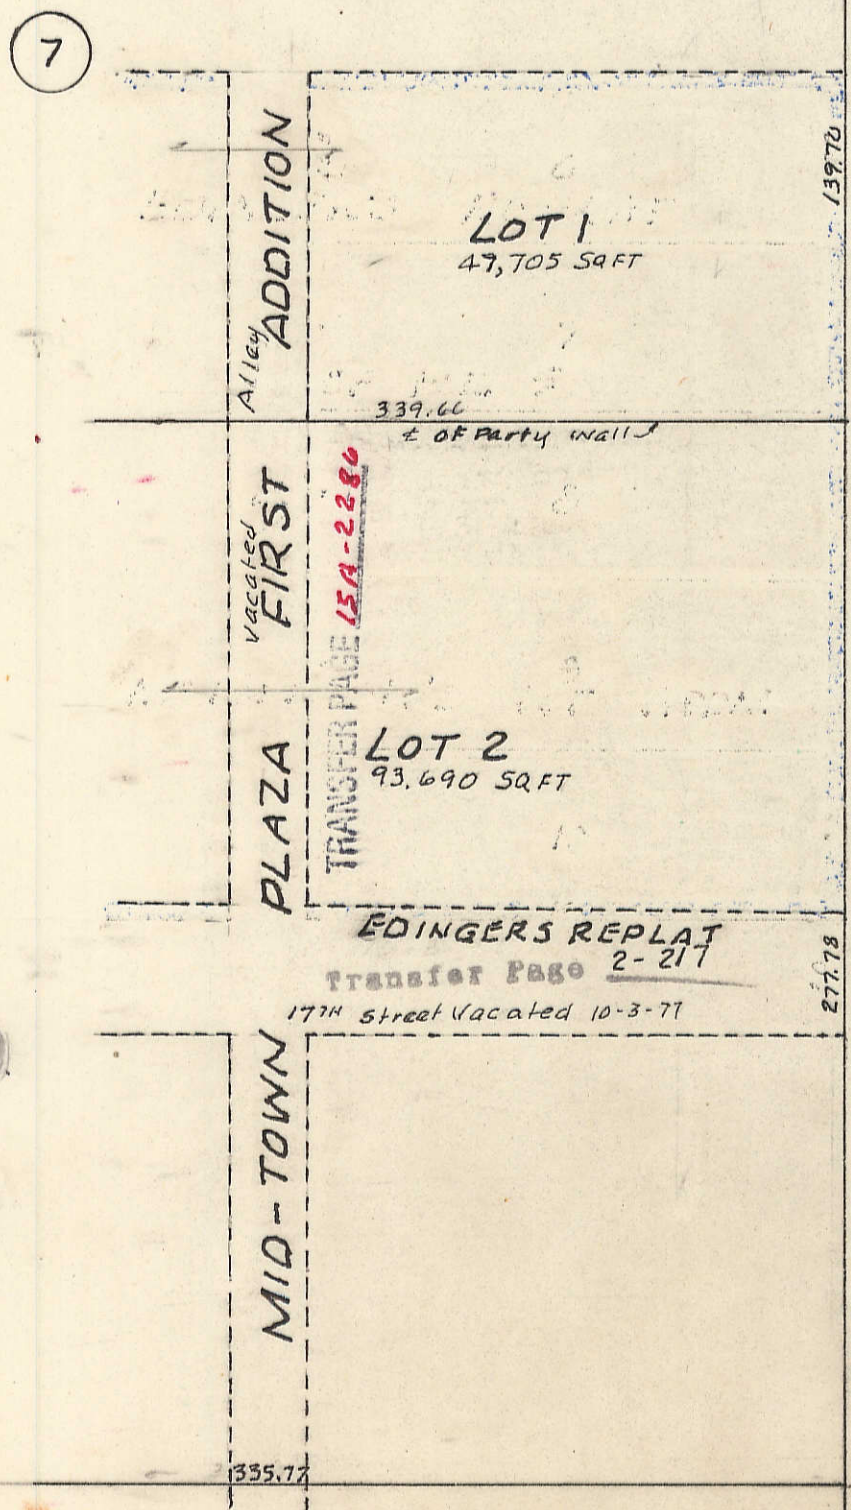 7
139.70
LOT 1
49,705 SQ FT
339.66
℄ OF Party walls
vacated Alley
MID-TOWN PLAZA FIRST ADDITION
TRANSFER PAGE 15A-2286
LOT 2
93.690 SQ FT
EDINGERS REPLAT
Transfer Page 2-217
277.78
17TH Street Vacated 10-3-77
335.77